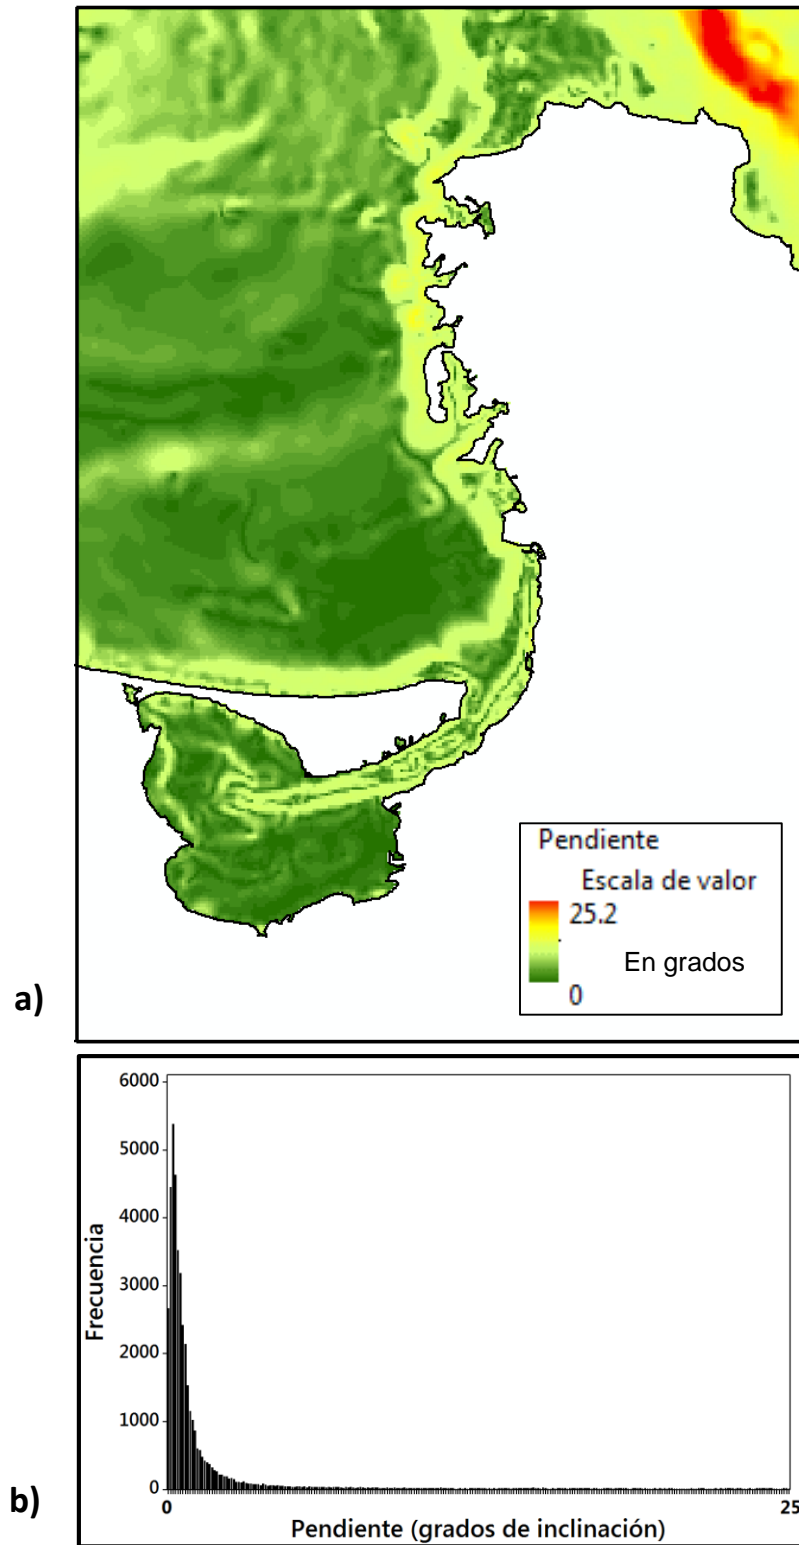 Pendiente
Escala de valor
25.2
En grados
0
a)
6000
5000
4000
3000
2000
1000
0
Frecuencia
0
25
Pendiente (grados de inclinación)
b)